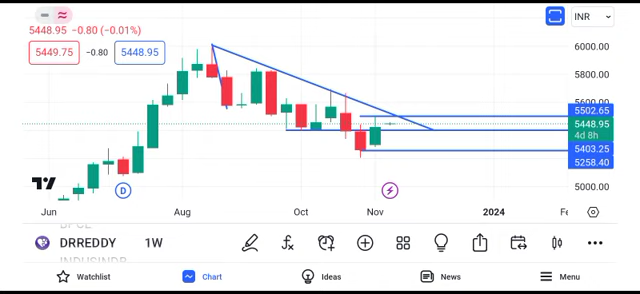 5448.95 −0.80 (−0.01%)
INR
5449.75 −0.80 5448.95
6000.00
5800.00
5600.00
5502.65
5448.95
4d 8h
5403.25
5258.40
5000.00
D
Jun Aug Oct Nov 2024 Fe
DRREDDY 1W
Watchlist Chart Ideas News Menu